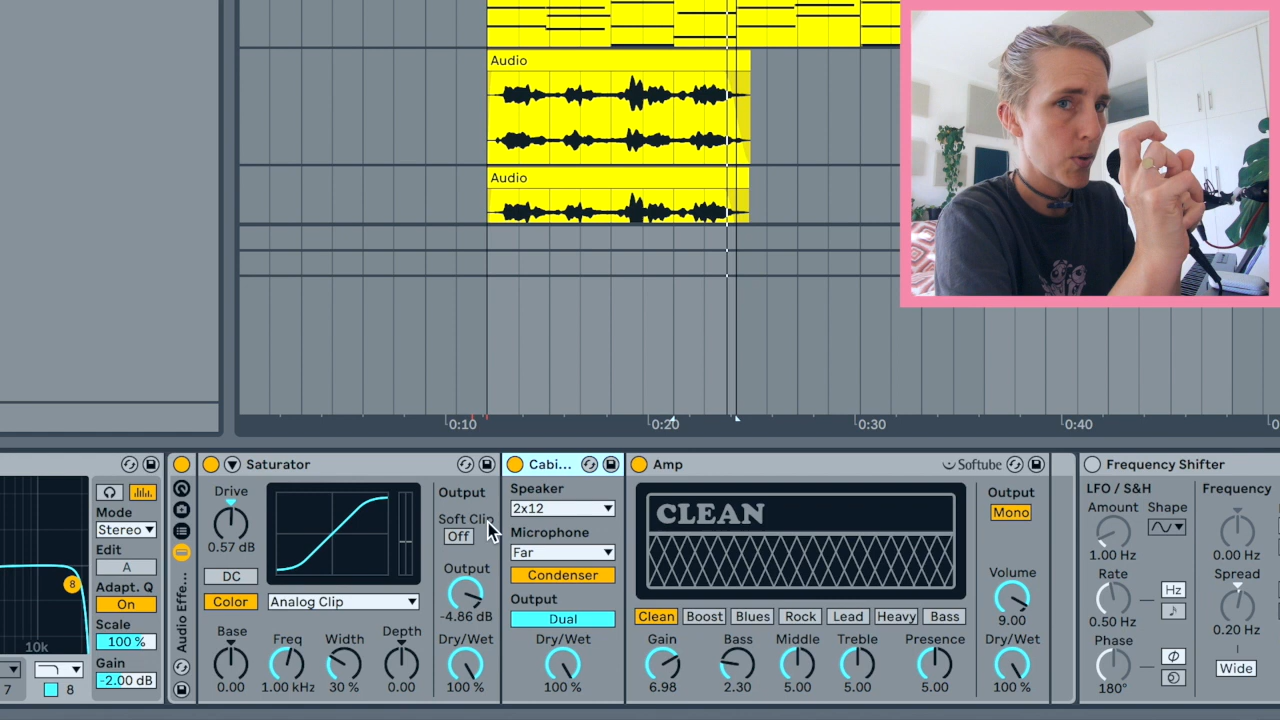 Audio
Audio
0:10
0:20
0:30
0:40
Mode
Stereo
Edit
A
Adapt. Q
On
Scale
100 %
Gain
-2.00 dB
8
10k
7
8
Audio Effe...
Saturator
Drive
0.57 dB
DC
Color
Analog Clip
Base
0.00
Freq
1.00 kHz
Width
30 %
Depth
0.00
Output
Soft Clip
Off
Output
-4.86 dB
Dry/Wet
100 %
Cabi...
Speaker
2x12
Microphone
Far
Condenser
Output
Dual
Dry/Wet
100 %
Amp
Softube
CLEAN
Clean
Boost
Blues
Rock
Lead
Heavy
Bass
Gain
6.98
Bass
2.30
Middle
5.00
Treble
5.00
Presence
5.00
Output
Mono
Volume
9.00
Dry/Wet
100 %
Frequency Shifter
LFO / S&H
Amount
1.00 Hz
Shape
Rate
0.50 Hz
Hz
Phase
180°
Frequency
0.00 Hz
Spread
0.20 Hz
Wide